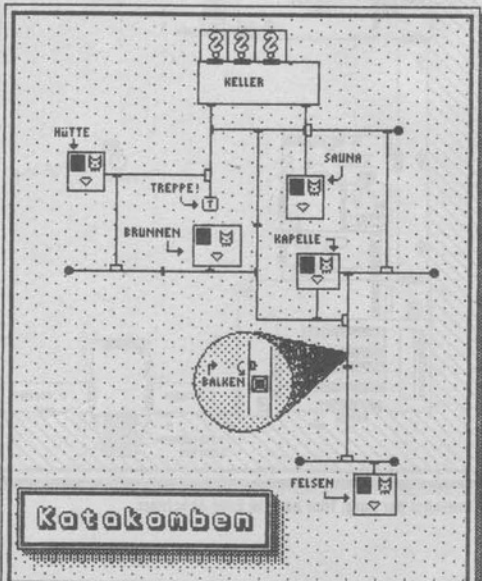 ? ? ?
KELLER
HüTTE
SAUNA
TREPPE!
T
BRUNNEN
KAPELLE
BALKEN
FELSEN
Katakomben